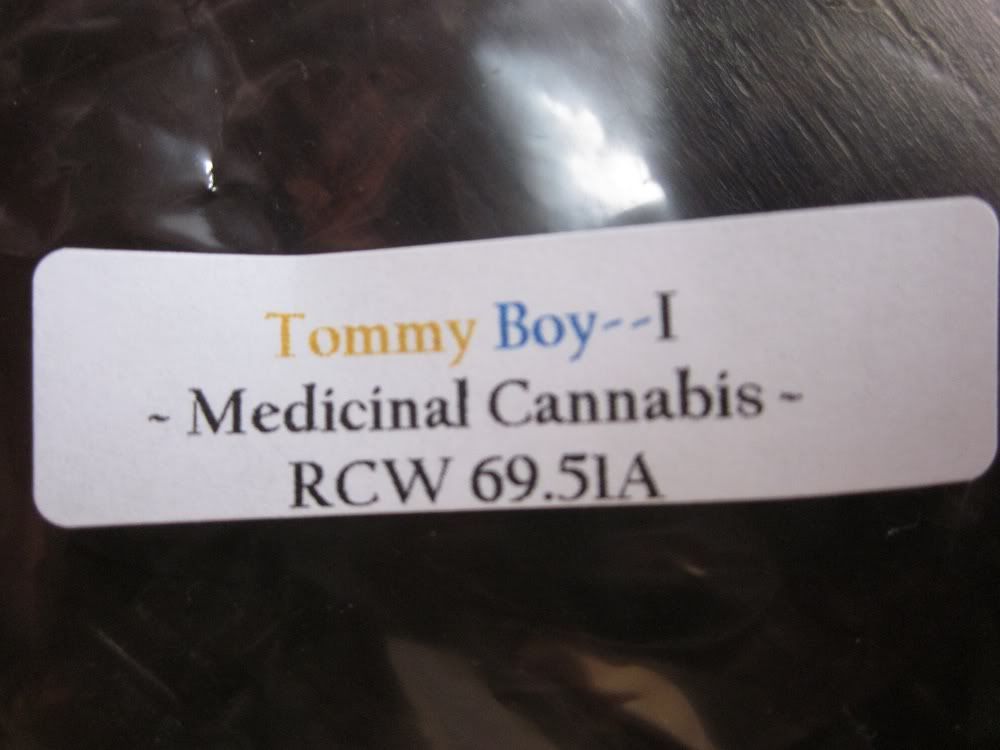 Tommy Boy--I
~ Medicinal Cannabis ~
RCW 69.51A